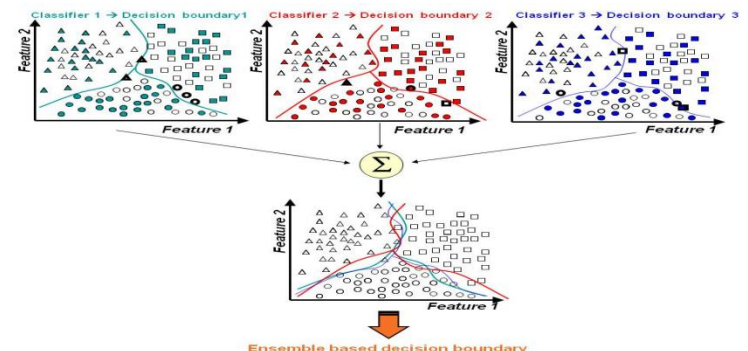 Classifier 1 → Decision boundary1
Classifier 2 → Decision boundary 2
Classifier 3 → Decision boundary 3
Feature 2
Feature 1
Feature 2
Feature 1
Feature 2
Feature 1
Σ
Feature 2
Feature 1
Ensemble based decision boundary